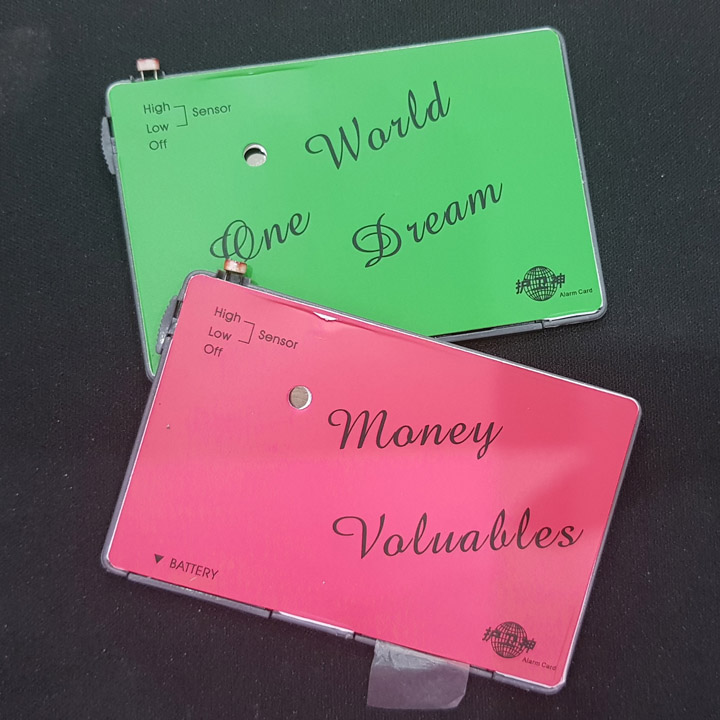 High
Low
Off
Sensor
World
One Dream
Alarm Card
High
Low
Off
Sensor
Money
Voluables
▼ BATTERY
Alarm Card